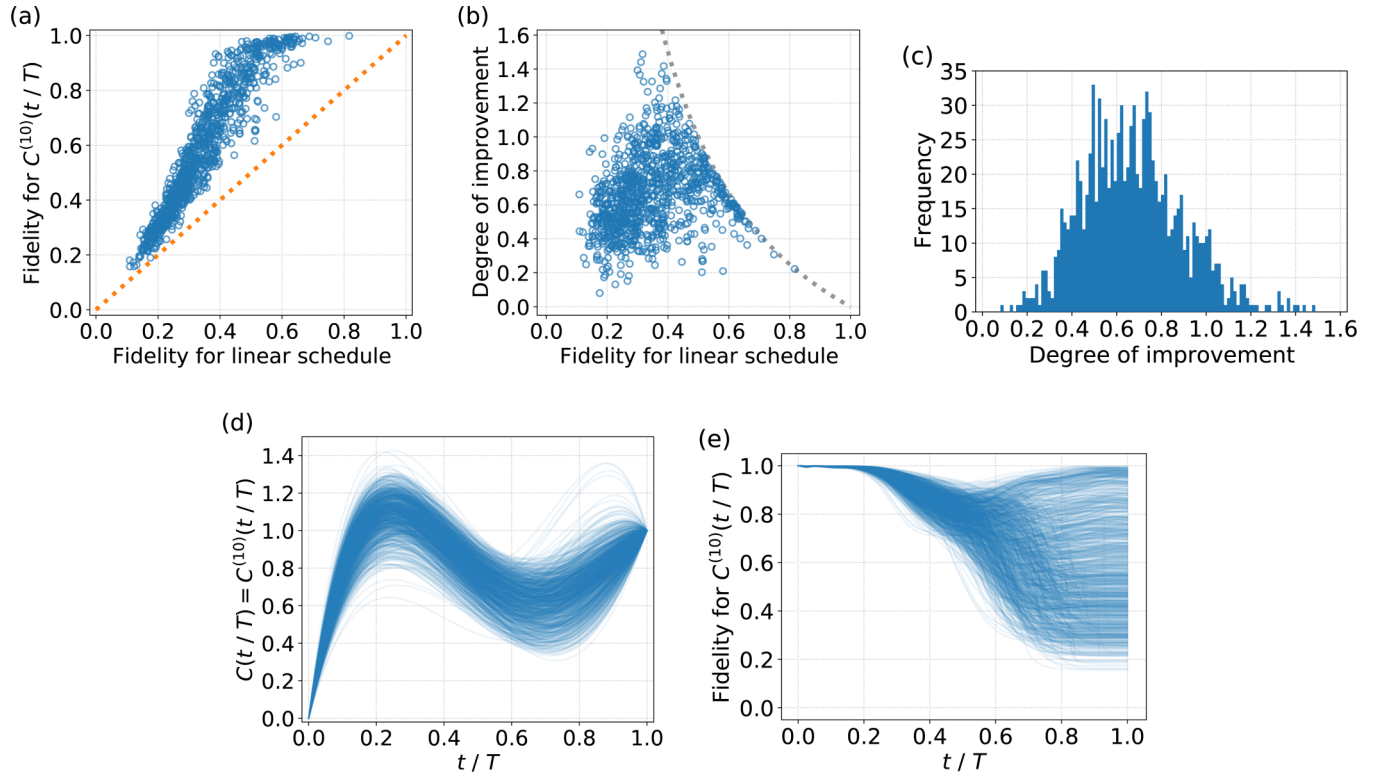 (a)
Fidelity for C^(10)(t / T)
1.0
0.8
0.6
0.4
0.2
0.0
0.0 0.2 0.4 0.6 0.8 1.0
Fidelity for linear schedule
(b)
Degree of improvement
1.6
1.4
1.2
1.0
0.8
0.6
0.4
0.2
0.0
0.0 0.2 0.4 0.6 0.8 1.0
Fidelity for linear schedule
(c)
Frequency
35
30
25
20
15
10
5
0
0.0 0.2 0.4 0.6 0.8 1.0 1.2 1.4 1.6
Degree of improvement
(d)
C(t / T) = C^(10)(t / T)
1.4
1.2
1.0
0.8
0.6
0.4
0.2
0.0
0.0 0.2 0.4 0.6 0.8 1.0
t / T
(e)
Fidelity for C^(10)(t / T)
1.0
0.8
0.6
0.4
0.2
0.0
0.0 0.2 0.4 0.6 0.8 1.0
t / T